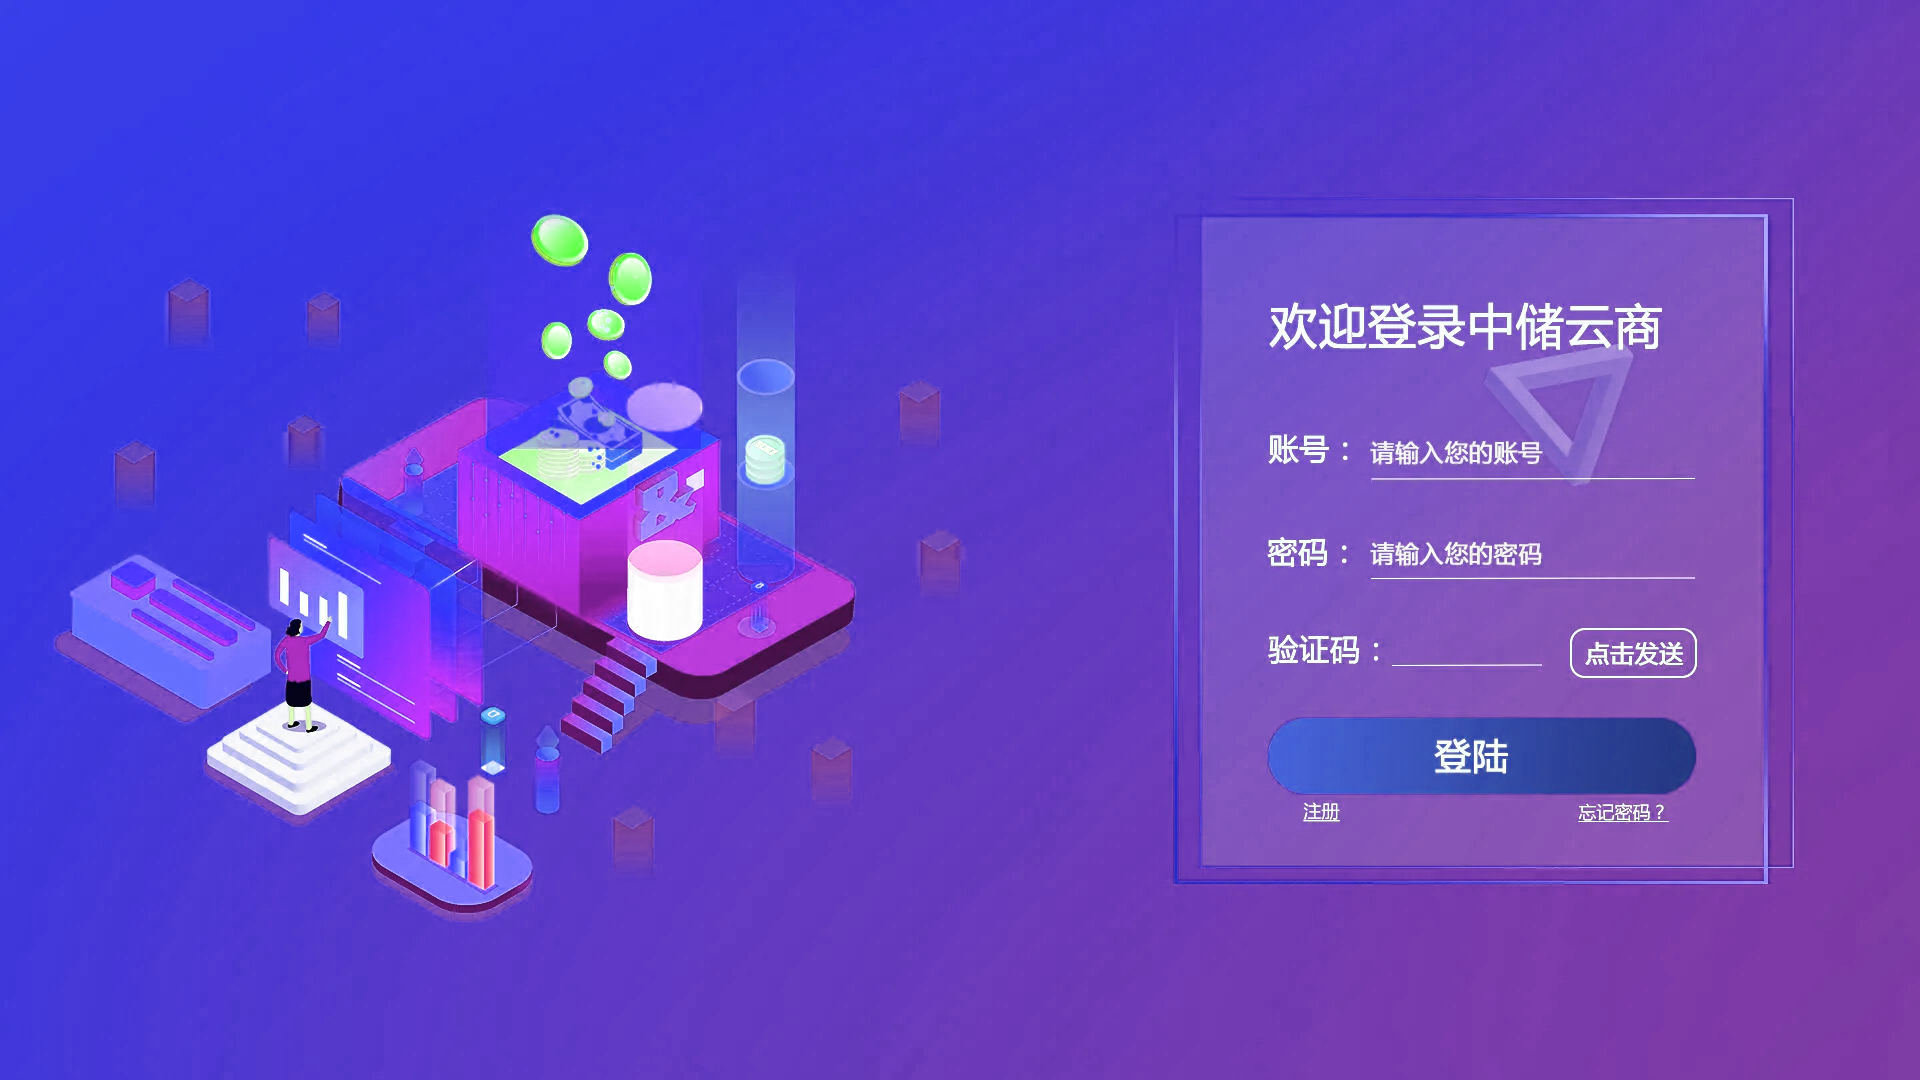 欢迎登录中储云商
账号： 请输入您的账号
密码： 请输入您的密码
验证码： 点击发送
登陆
注册 忘记密码？